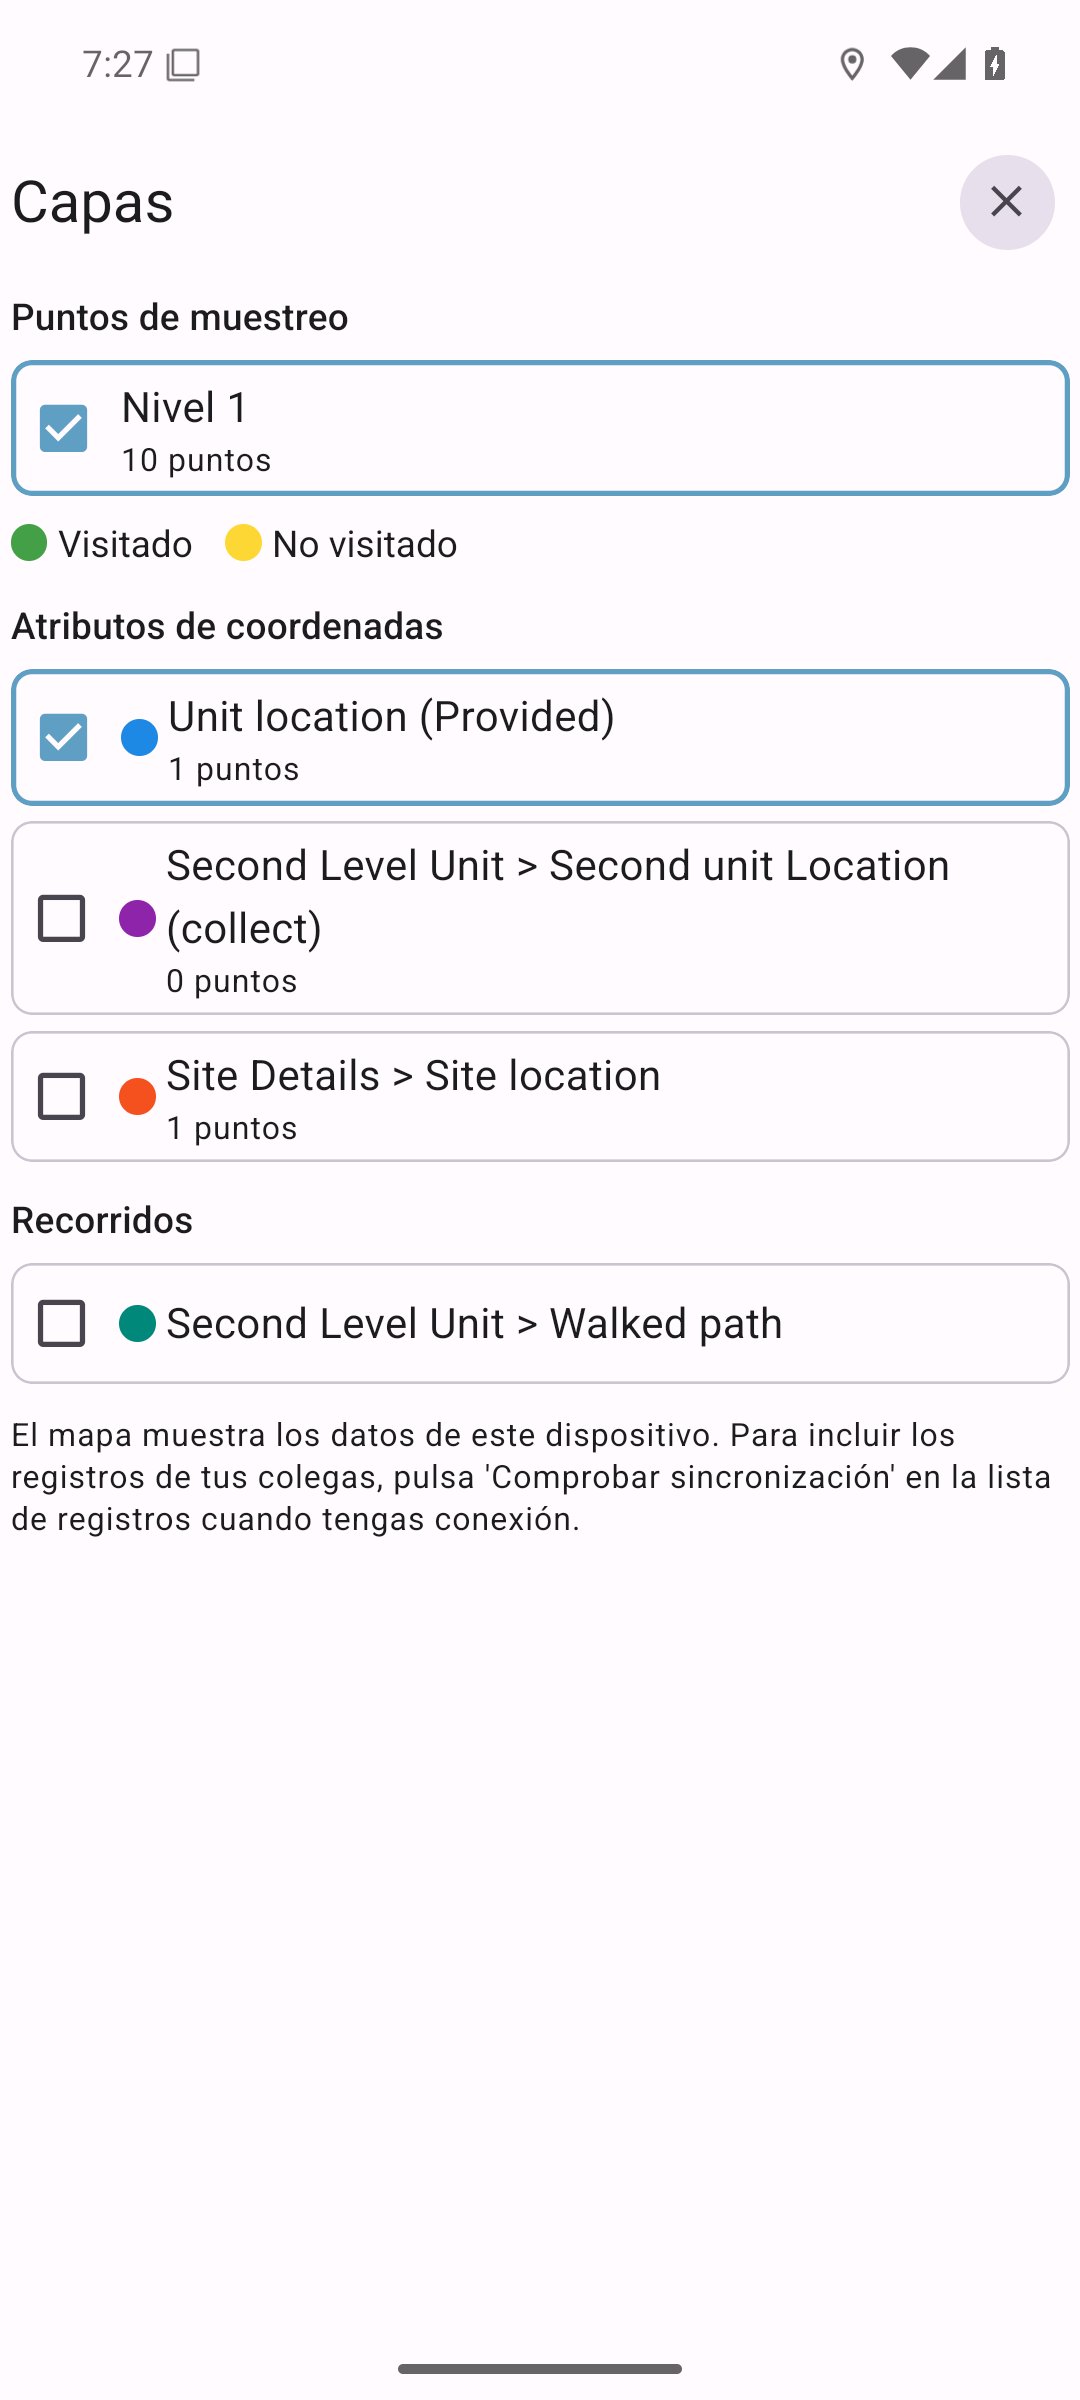 7:27
Capas
Puntos de muestreo
Nivel 1
10 puntos
Visitado
No visitado
Atributos de coordenadas
Unit location (Provided)
1 puntos
Second Level Unit > Second unit Location
(collect)
0 puntos
Site Details > Site location
1 puntos
Recorridos
Second Level Unit > Walked path
El mapa muestra los datos de este dispositivo. Para incluir los
registros de tus colegas, pulsa 'Comprobar sincronización' en la lista
de registros cuando tengas conexión.